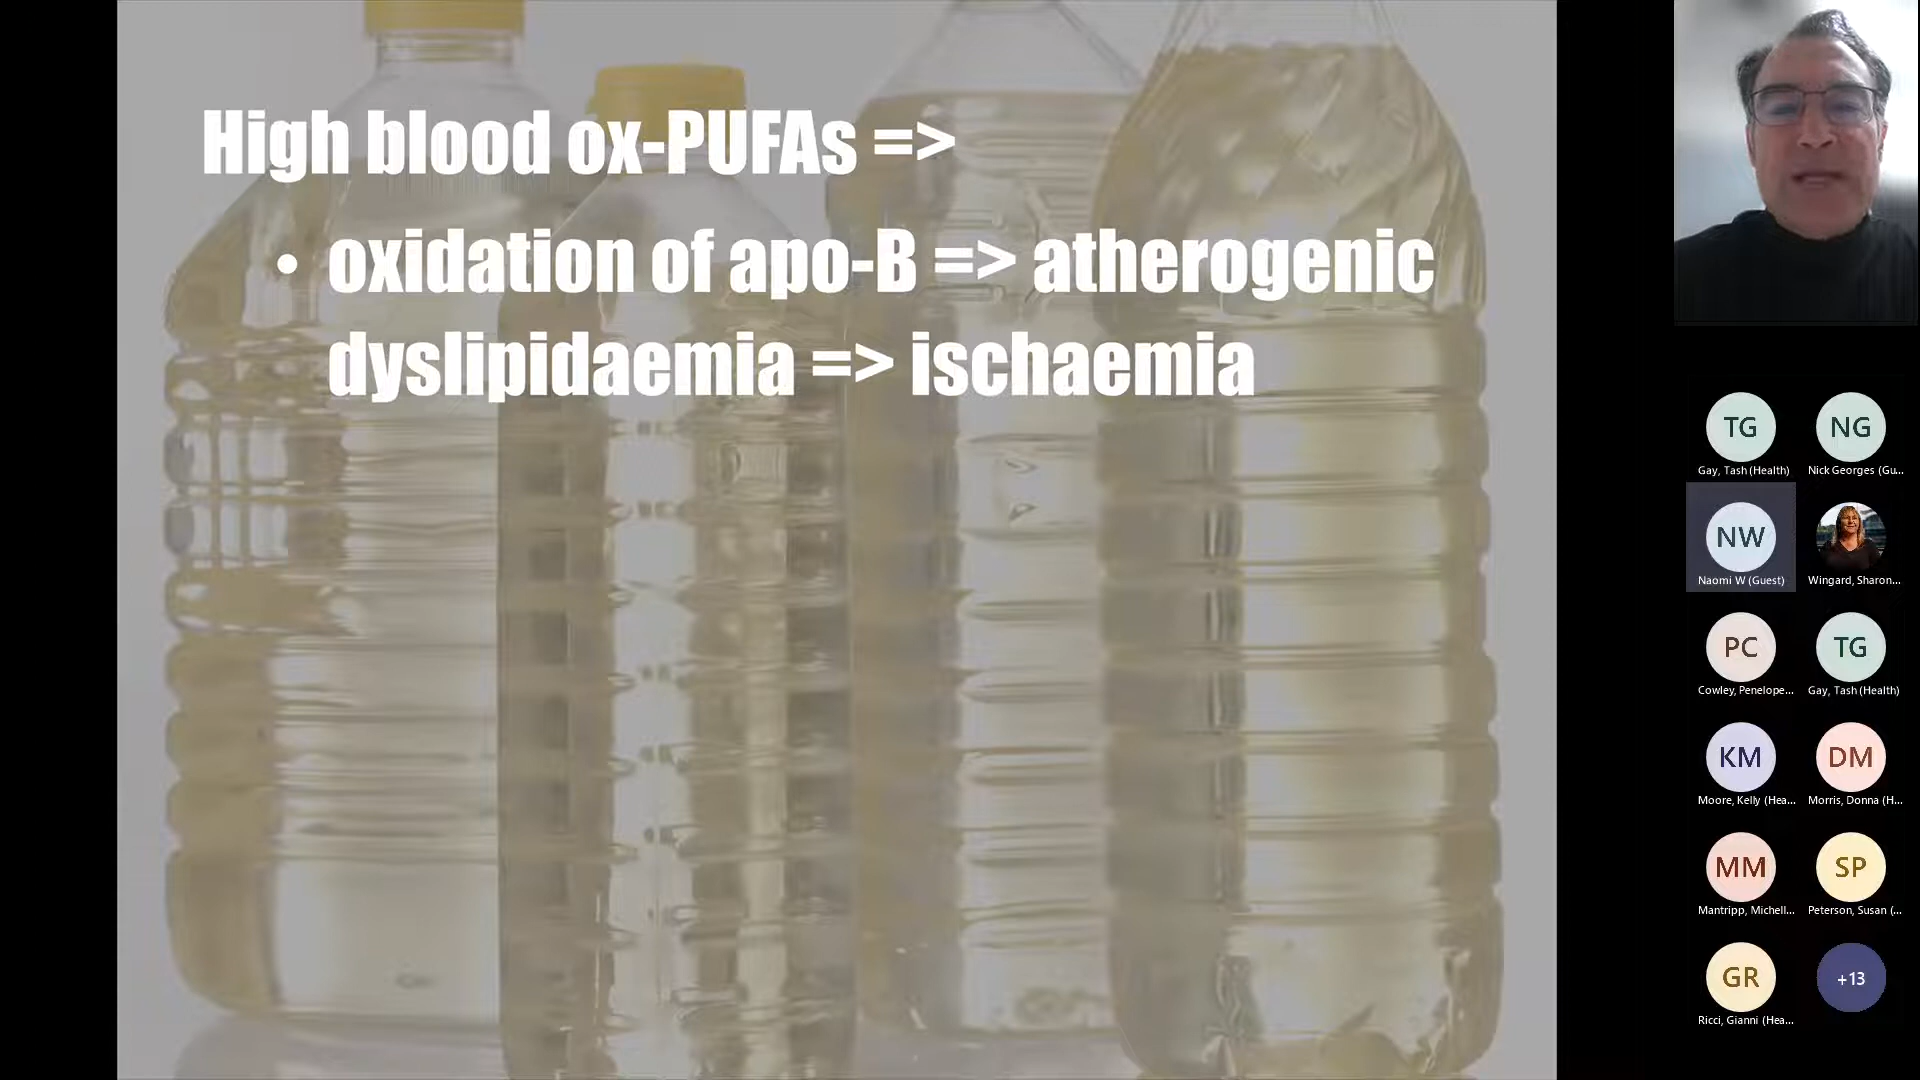 High blood ox-PUFAs =>
• oxidation of apo-B => atherogenic
dyslipidaemia => ischaemia
TG
NG
Gay, Tash (Health)
Nick Georges (Gu...
NW
Naomi W (Guest)
Wingard, Sharon...
PC
TG
Cowley, Penelope...
Gay, Tash (Health)
KM
DM
Moore, Kelly (Hea...
Morris, Donna (H...
MM
SP
Mantripp, Michell...
Peterson, Susan (...
GR
+13
Ricci, Gianni (Hea...